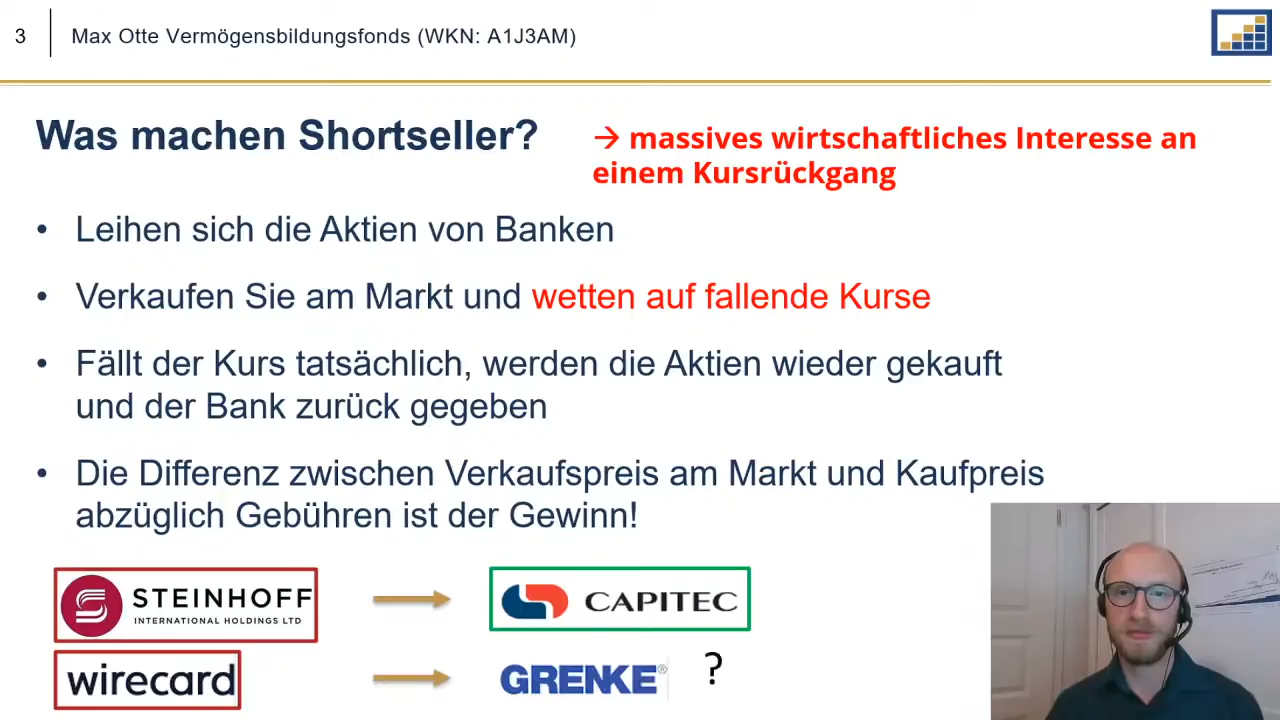 3
Max Otte Vermögensbildungsfonds (WKN: A1J3AM)
Was machen Shortseller?
→ massives wirtschaftliches Interesse an
einem Kursrückgang
• Leihen sich die Aktien von Banken
• Verkaufen Sie am Markt und wetten auf fallende Kurse
• Fällt der Kurs tatsächlich, werden die Aktien wieder gekauft
und der Bank zurück gegeben
• Die Differenz zwischen Verkaufspreis am Markt und Kaufpreis
abzüglich Gebühren ist der Gewinn!
STEINHOFF
INTERNATIONAL HOLDINGS LTD
CAPITEC
wirecard
GRENKE® ?